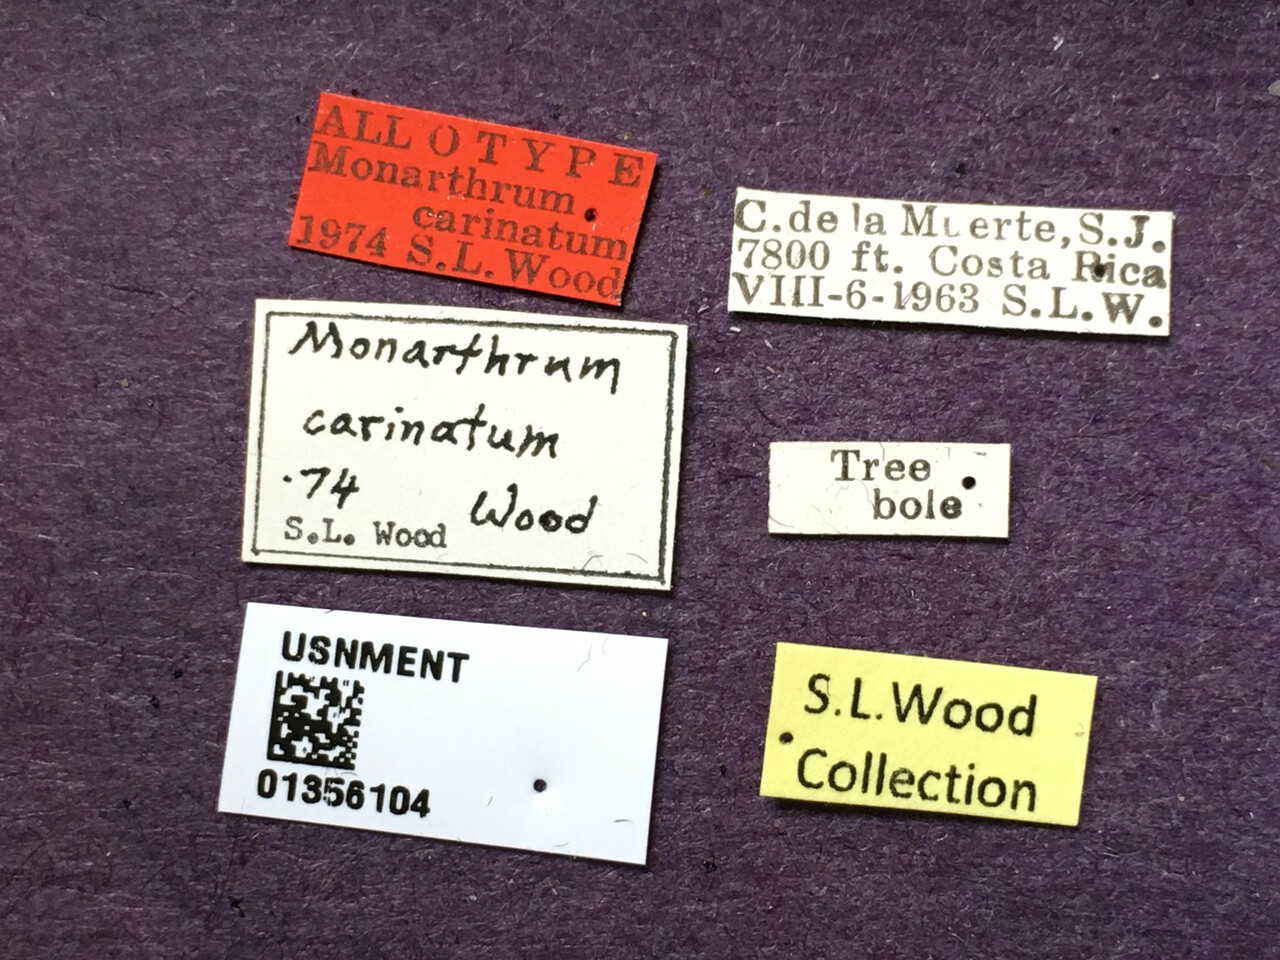 ALLOTYPE
Monarthrum
carinatum
1974 S.L. Wood
C. de la Muerte, S.J.
7800 ft. Costa Rica
VIII-6-1963 S.L.W.
Monarthrum
carinatum
'74 Wood
S.L. Wood
Tree
bole
USNMENT
01356104
S.L.Wood
Collection